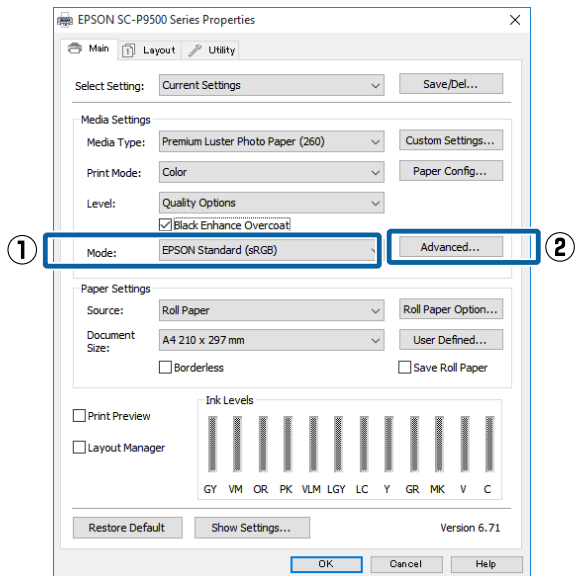 EPSON SC-P9500 Series Properties
Main Layout Utility
Select Setting: Current Settings Save/Del...
Media Settings
Media Type: Premium Luster Photo Paper (260) Custom Settings...
Print Mode: Color Paper Config...
Level: Quality Options
Black Enhance Overcoat
① Mode: EPSON Standard (sRGB) Advanced... ②
Paper Settings
Source: Roll Paper Roll Paper Option...
Document Size: A4 210 x 297 mm User Defined...
Borderless Save Roll Paper
Ink Levels
Print Preview
Layout Manager
GY VM OR PK VLM LGY LC Y GR MK V C
Restore Default Show Settings... Version 6.71
OK Cancel Help